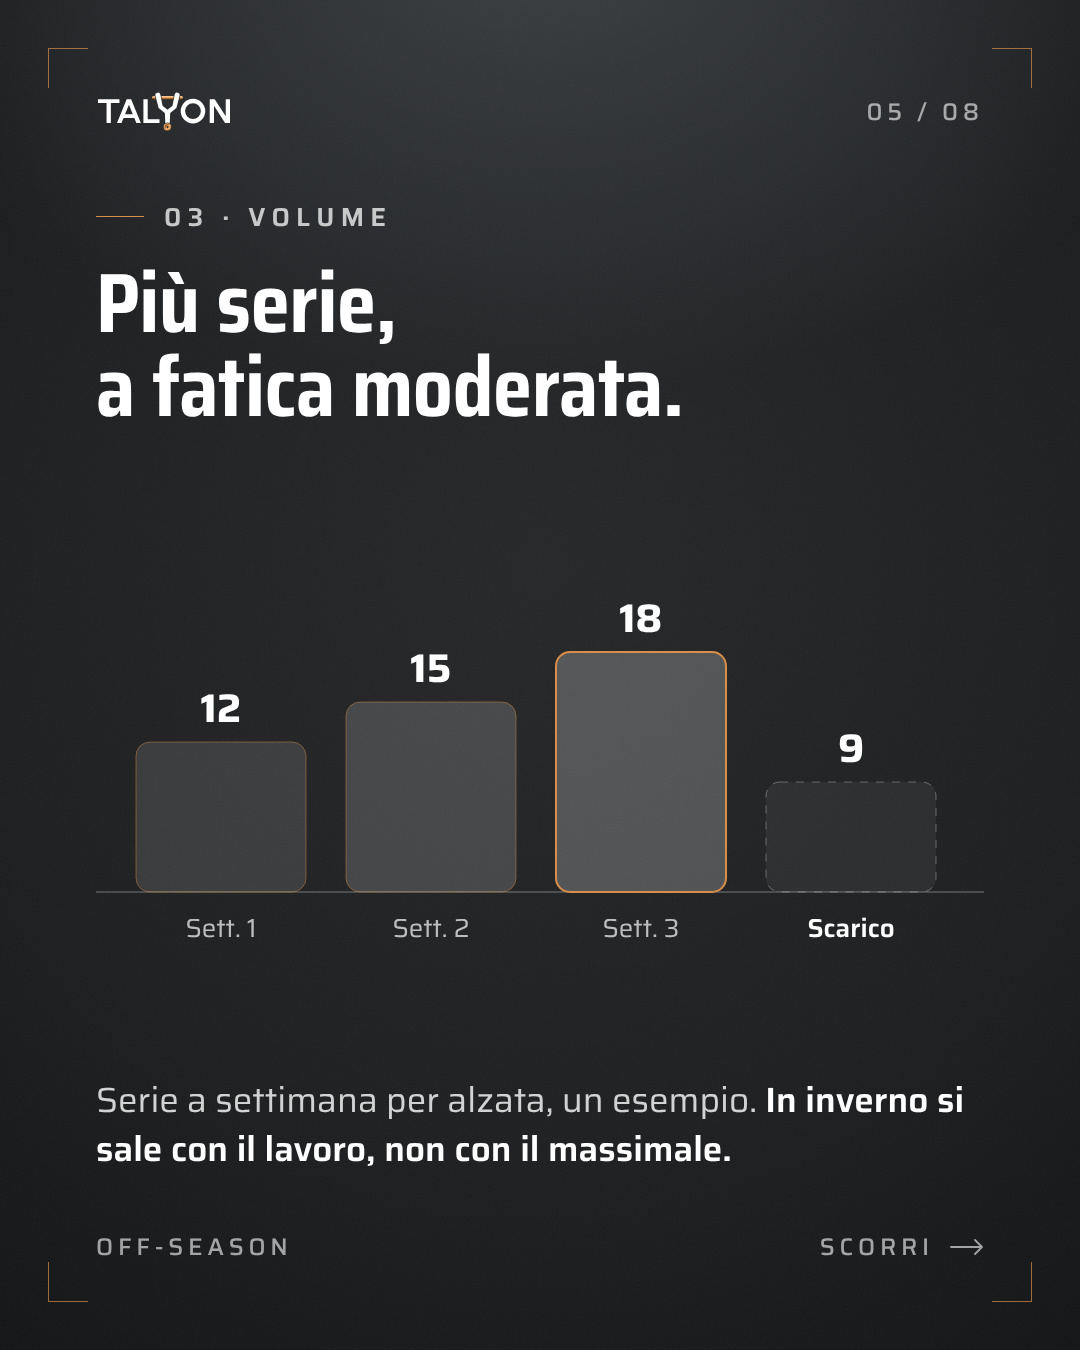 TALYON
05 / 08
03 · VOLUME
Più serie,
a fatica moderata.
12
15
18
9
Sett. 1
Sett. 2
Sett. 3
Scarico
Serie a settimana per alzata, un esempio. In inverno si
sale con il lavoro, non con il massimale.
OFF-SEASON
SCORRI →